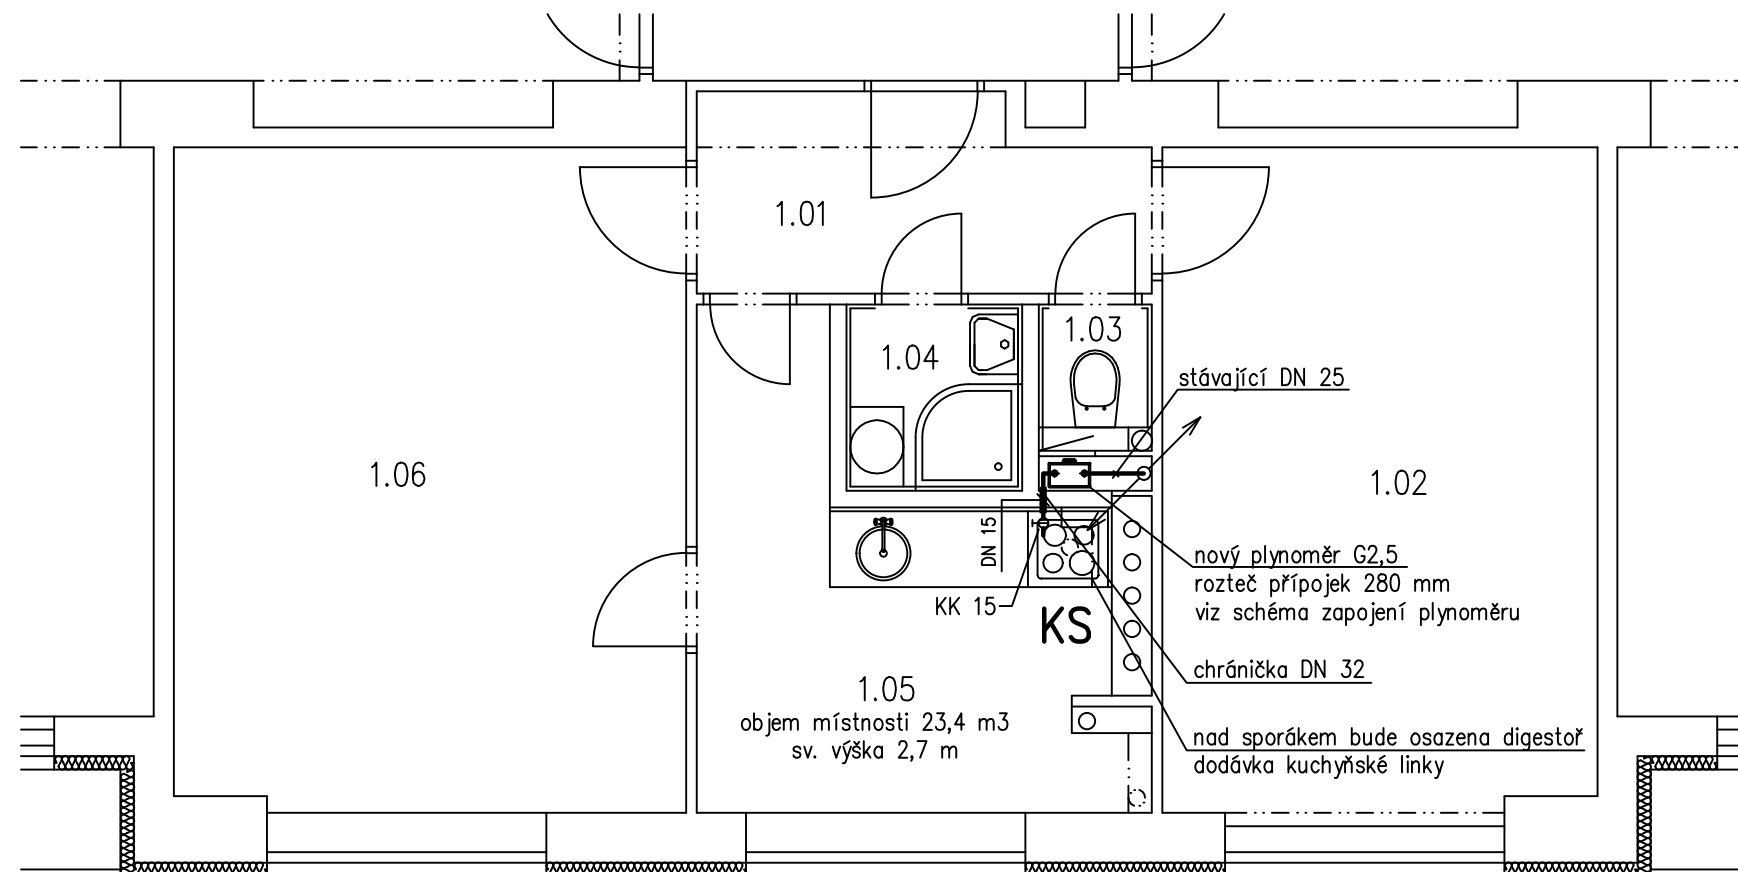 1.01
1.03
1.04
stávající DN 25
1.06
1.02
DN 15
nový plynoměr G2,5
rozteč přípojek 280 mm
viz schéma zapojení plynoměru
KK 15
KS
chránička DN 32
1.05
objem místnosti 23,4 m3
sv. výška 2,7 m
nad sporákem bude osazena digestoř
dodávka kuchyňské linky